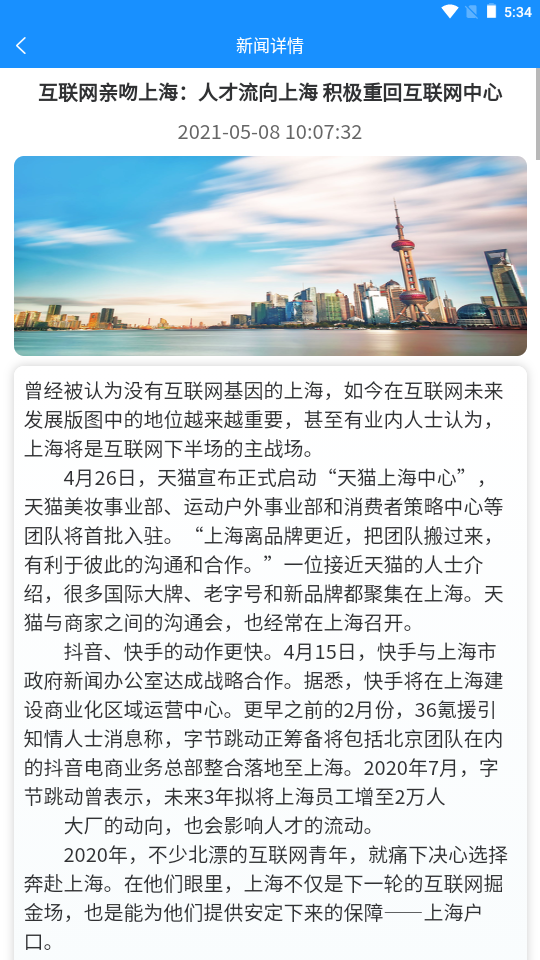 5:34
新闻详情
互联网亲吻上海：人才流向上海 积极重回互联网中心
2021-05-08 10:07:32
曾经被认为没有互联网基因的上海，如今在互联网未来
发展版图中的地位越来越重要，甚至有业内人士认为，
上海将是互联网下半场的主战场。
4月26日，天猫宣布正式启动“天猫上海中心”，
天猫美妆事业部、运动户外事业部和消费者策略中心等
团队将首批入驻。“上海离品牌更近，把团队搬过来，
有利于彼此的沟通和合作。”一位接近天猫的人士介
绍，很多国际大牌、老字号和新品牌都聚集在上海。天
猫与商家之间的沟通会，也经常在上海召开。
抖音、快手的动作更快。4月15日，快手与上海市
政府新闻办公室达成战略合作。据悉，快手将在上海建
设商业化区域运营中心。更早之前的2月份，36氪援引
知情人士消息称，字节跳动正筹备将包括北京团队在内
的抖音电商业务总部整合落地至上海。2020年7月，字
节跳动曾表示，未来3年拟将上海员工增至2万人
大厂的动向，也会影响人才的流动。
2020年，不少北漂的互联网青年，就痛下决心选择
奔赴上海。在他们眼里，上海不仅是下一轮的互联网掘
金场，也是能为他们提供安定下来的保障——上海户
口。